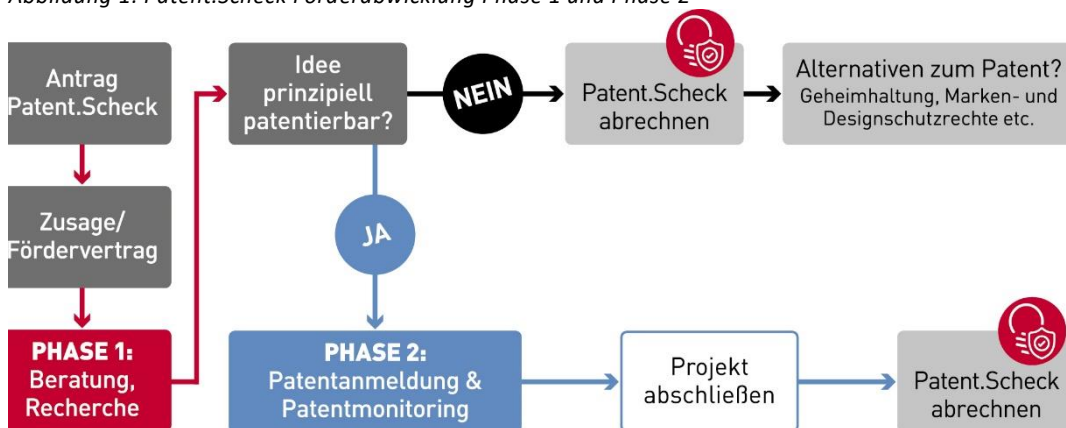 Abbildung 1: Patent.Scheck Förderabwicklung Phase 1 und Phase 2
Antrag
Patent.Scheck
Zusage/
Fördervertrag
PHASE 1:
Beratung,
Recherche
Idee
prinzipiell
patentierbar?
NEIN
Patent.Scheck
abrechnen
Alternativen zum Patent?
Geheimhaltung, Marken- und
Designschutzrechte etc.
JA
PHASE 2:
Patentanmeldung &
Patentmonitoring
Projekt
abschließen
Patent.Scheck
abrechnen